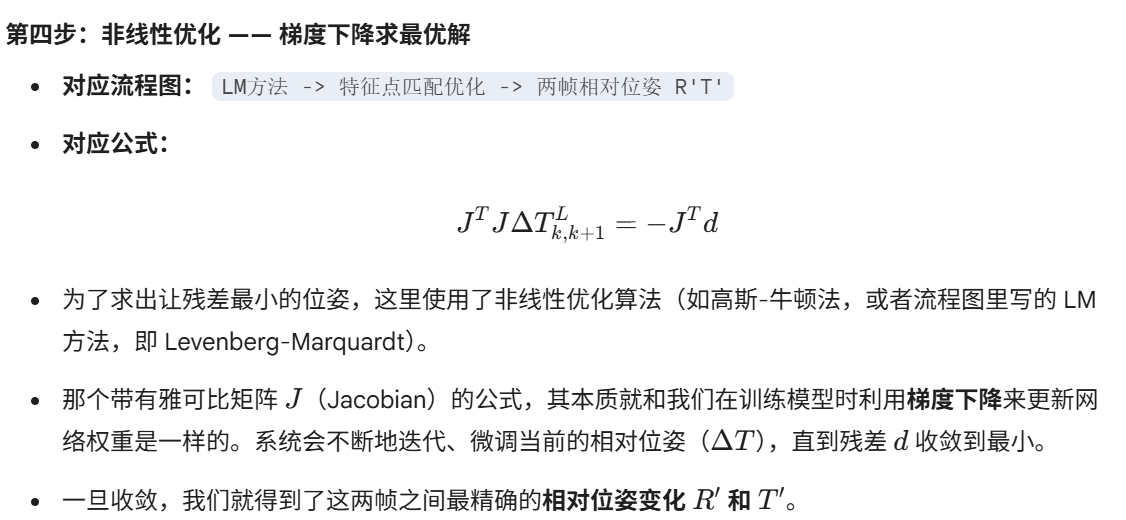 第四步：非线性优化 —— 梯度下降求最优解
• 对应流程图： LM方法 -> 特征点匹配优化 -> 两帧相对位姿 R'T'
• 对应公式：
$J^T J \Delta T^L_{k,k+1} = -J^T d$
• 为了求出让残差最小的位姿，这里使用了非线性优化算法（如高斯-牛顿法，或者流程图里写的 LM
方法，即 Levenberg-Marquardt）。
• 那个带有雅可比矩阵 $J$（Jacobian）的公式，其本质就和我们在训练模型时利用梯度下降来更新网
络权重是一样的。系统会不断地迭代、微调当前的相对位姿（$\Delta T$），直到残差 $d$ 收敛到最小。
• 一旦收敛，我们就得到了这两帧之间最精确的相对位姿变化 $R'$ 和 $T'$。